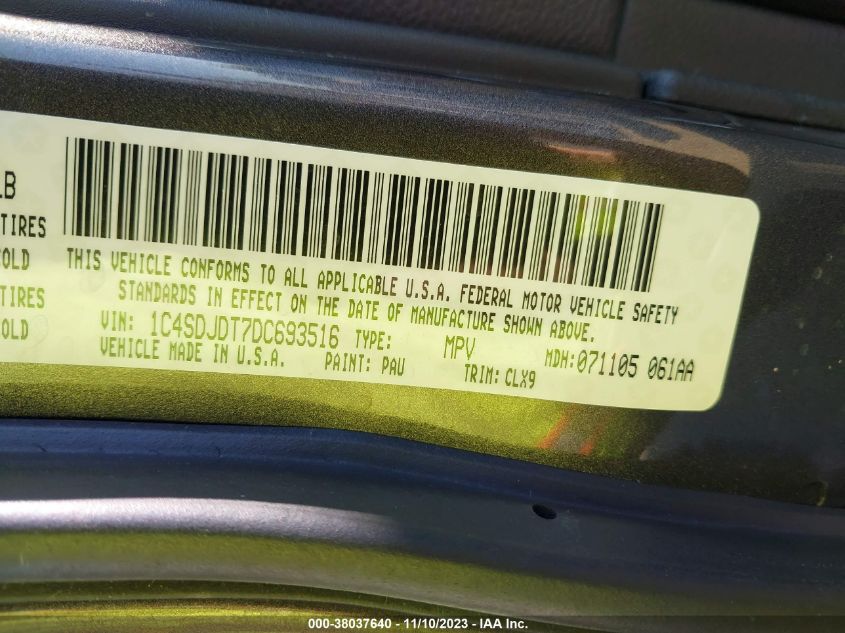 LB
TIRES
OLD
TIRES
OLD
THIS VEHICLE CONFORMS TO ALL APPLICABLE U.S.A. FEDERAL MOTOR VEHICLE SAFETY
STANDARDS IN EFFECT ON THE DATE OF MANUFACTURE SHOWN ABOVE.
VIN: 1C4SDJDT7DC693516 TYPE: MPV MDH:071105 061AA
VEHICLE MADE IN U.S.A. PAINT: PAU TRIM: CLX9
000-38037640 - 11/10/2023 - IAA Inc.